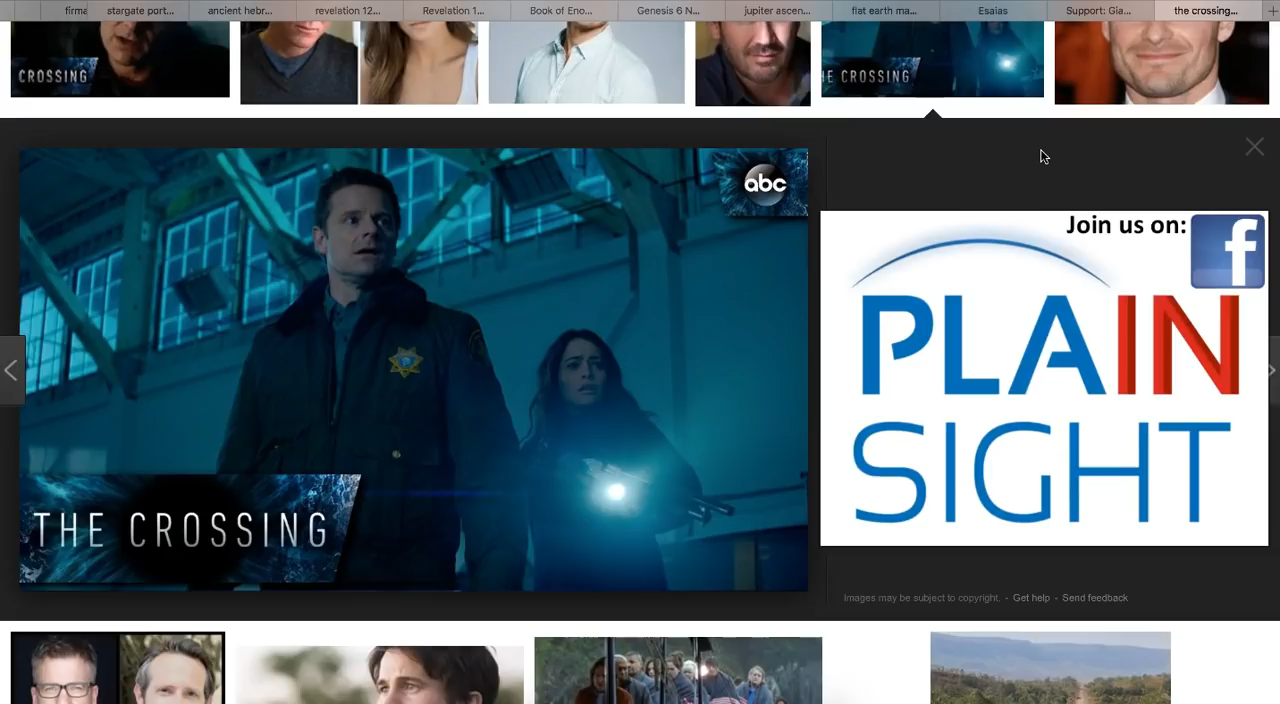 firma
stargate port...
ancient hebr...
revelation 12...
Revelation 1...
Book of Eno...
Genesis 6 N...
jupiter ascen...
flat earth ma...
Esaias
Support: Gia...
the crossing...
CROSSING
HE CROSSING
abc
THE CROSSING
Join us on:
f
PLAIN
SIGHT
Images may be subject to copyright. - Get help - Send feedback